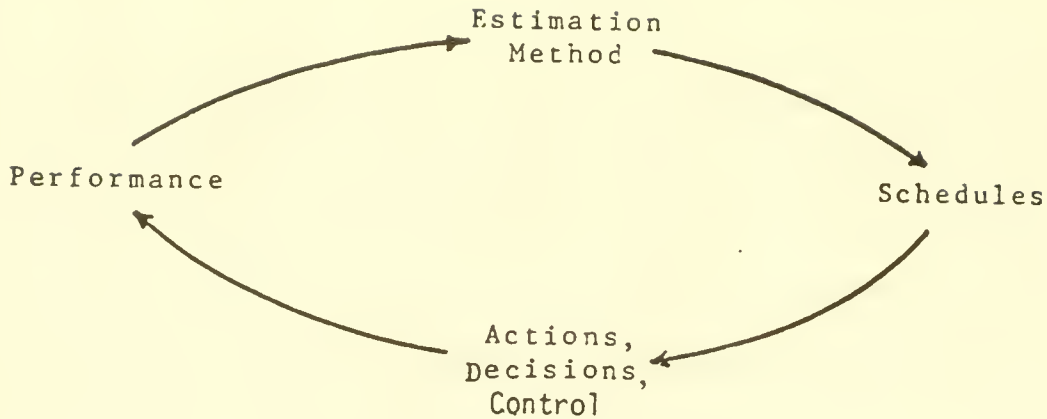 Estimation
Method
Performance
Schedules
Actions,
Decisions,
Control